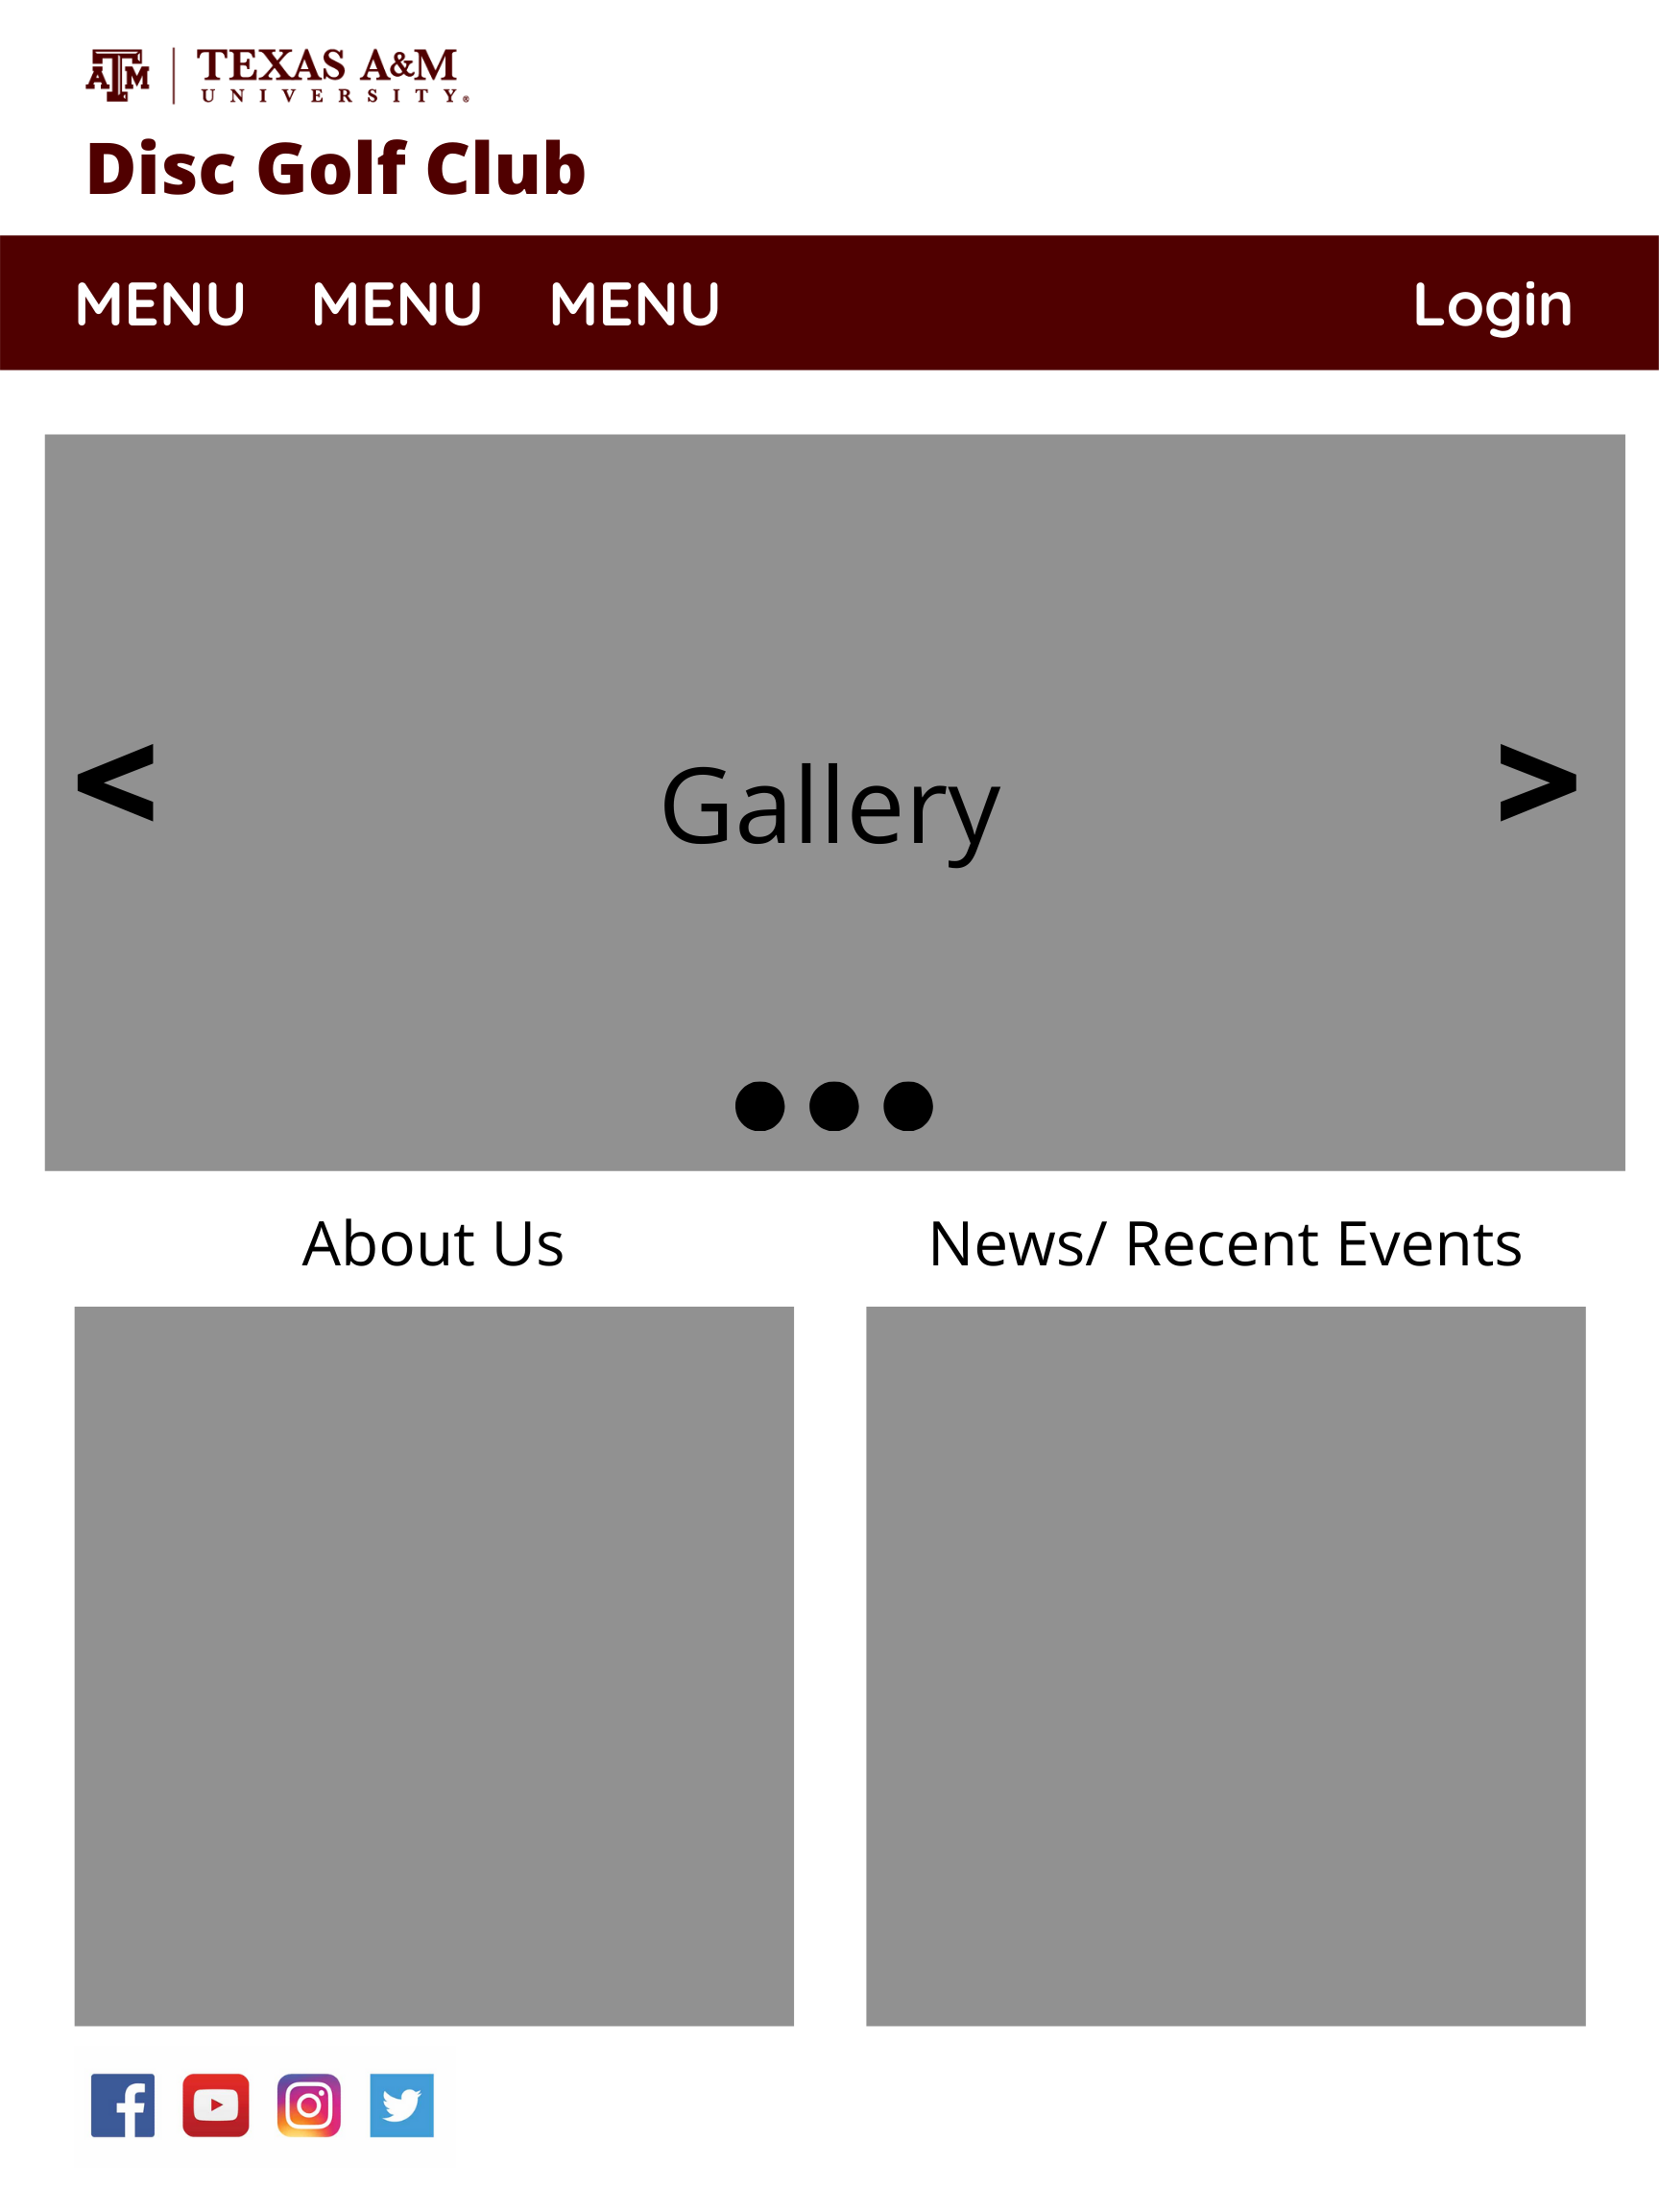 TEXAS A&M
UNIVERSITY®
Disc Golf Club
MENU MENU MENU Login
< Gallery >
About Us News/ Recent Events